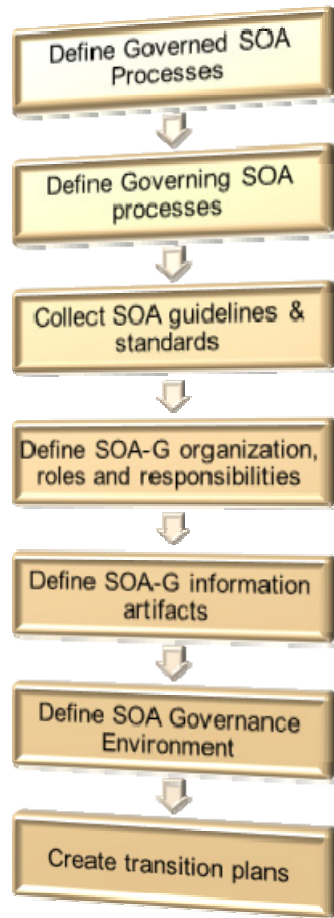 Define Governed SOA
Processes
Define Governing SOA
processes
Collect SOA guidelines &
standards
Define SOA-G organization,
roles and responsibilities
Define SOA-G information
artifacts
Define SOA Governance
Environment
Create transition plans